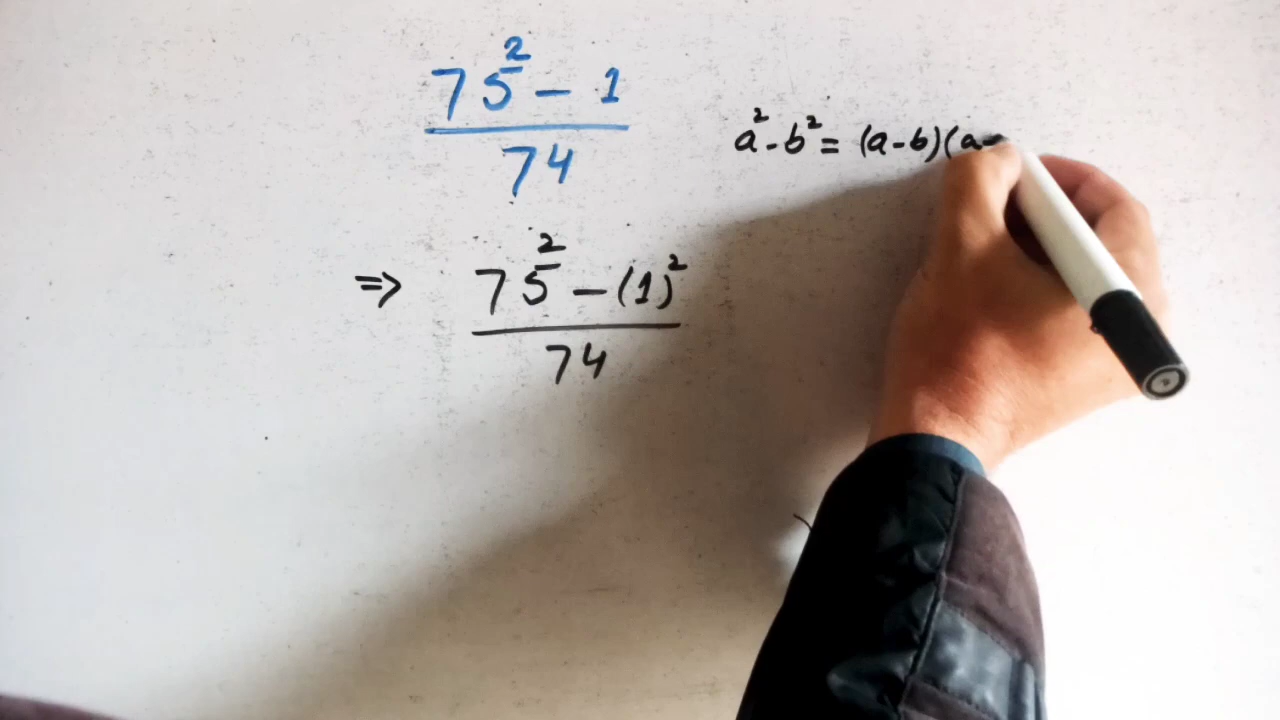 75² - 1
74
a² - b² = (a - b)(a
⇒ 75² - (1)²
74